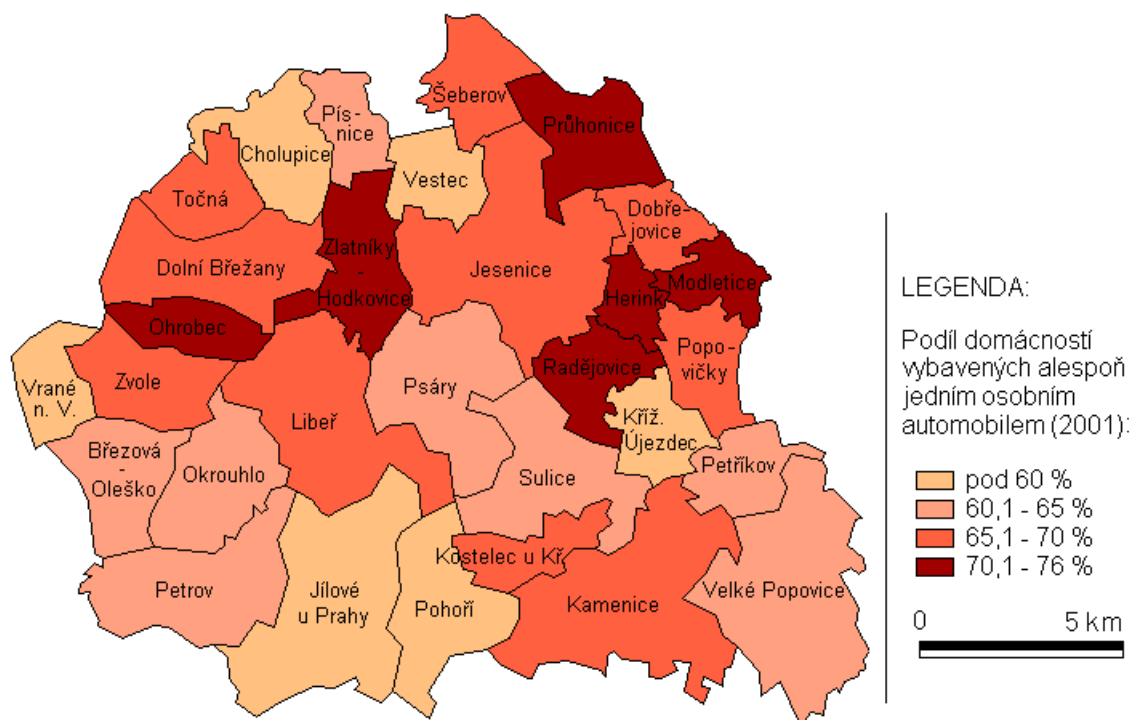 Šeberov
Průhonice
Pís-
nice
Cholupice
Vestec
Točná
Dobře-
jovice
Zlatníky
-
Hodkovice
Dolní Břežany
Jesenice
Modletice
Herink
Ohrobec
Popo-
vičky
Radějovice
Vrané
n. V.
Zvole
Psáry
Libeř
Kříž.
Újezdec
Březová
-
Oleško
Okrouhlo
Sulice
Petříkov
Kostelec u Kř.
Petrov
Jílové
u Prahy
Pohoří
Kamenice
Velké Popovice
LEGENDA:
Podíl domácností
vybavených alespoň
jedním osobním
automobilem (2001):
pod 60 %
60,1 - 65 %
65,1 - 70 %
70,1 - 76 %
0 5 km